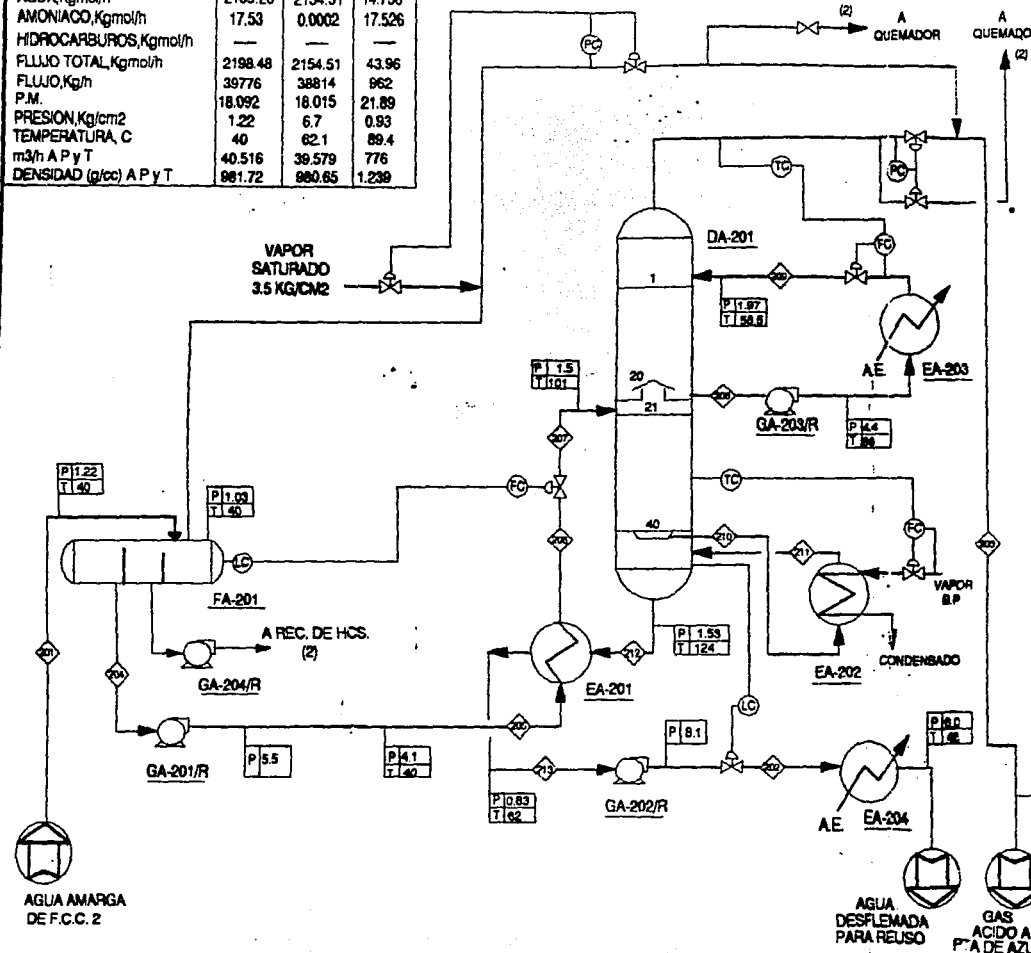 AMONIACO,Kgmol/h 17.53 0.0002 17.526
HIDROCARBUROS,Kgmol/h — — —
FLUJO TOTAL,Kgmol/h 2198.48 2154.51 43.96
FLUJO,Kg/h 39776 38814 962
P.M. 18.092 18.015 21.89
PRESION,Kg/cm2 1.22 6.7 0.93
TEMPERATURA, C 40 62.1 89.4
m3/h A P y T 40.516 39.579 776
DENSIDAD (g/cc) A P y T 981.72 980.65 1.239
(2)
A
QUEMADOR
A
QUEMADO
(2)
PC
TC
PC
VAPOR
SATURADO
3.5 KG/CM2
DA-201
FC
1
209
P 1.97
T
A.E.
EA-203
P 1.5
T 101
20
21
GA-203/R
P 4.4
T
207
P 1.22
T 40
P 1.03
T 40
FC
TC
40
210
211
FC
VAPOR
B.P
LC
FA-201
A REC. DE HCS.
(2)
GA-204/R
201
204
EA-201
212
P 1.53
T 124
EA-202
CONDENSADO
GA-201/R
P 5.5
P 4.1
T 40
LC
213
P 8.1
202
P 6.0
T
P 0.83
T 62
GA-202/R
A.E.
EA-204
AGUA AMARGA
DE F.C.C. 2
AGUA
DESFLEMADA
PARA REUSO
GAS
ACIDO A